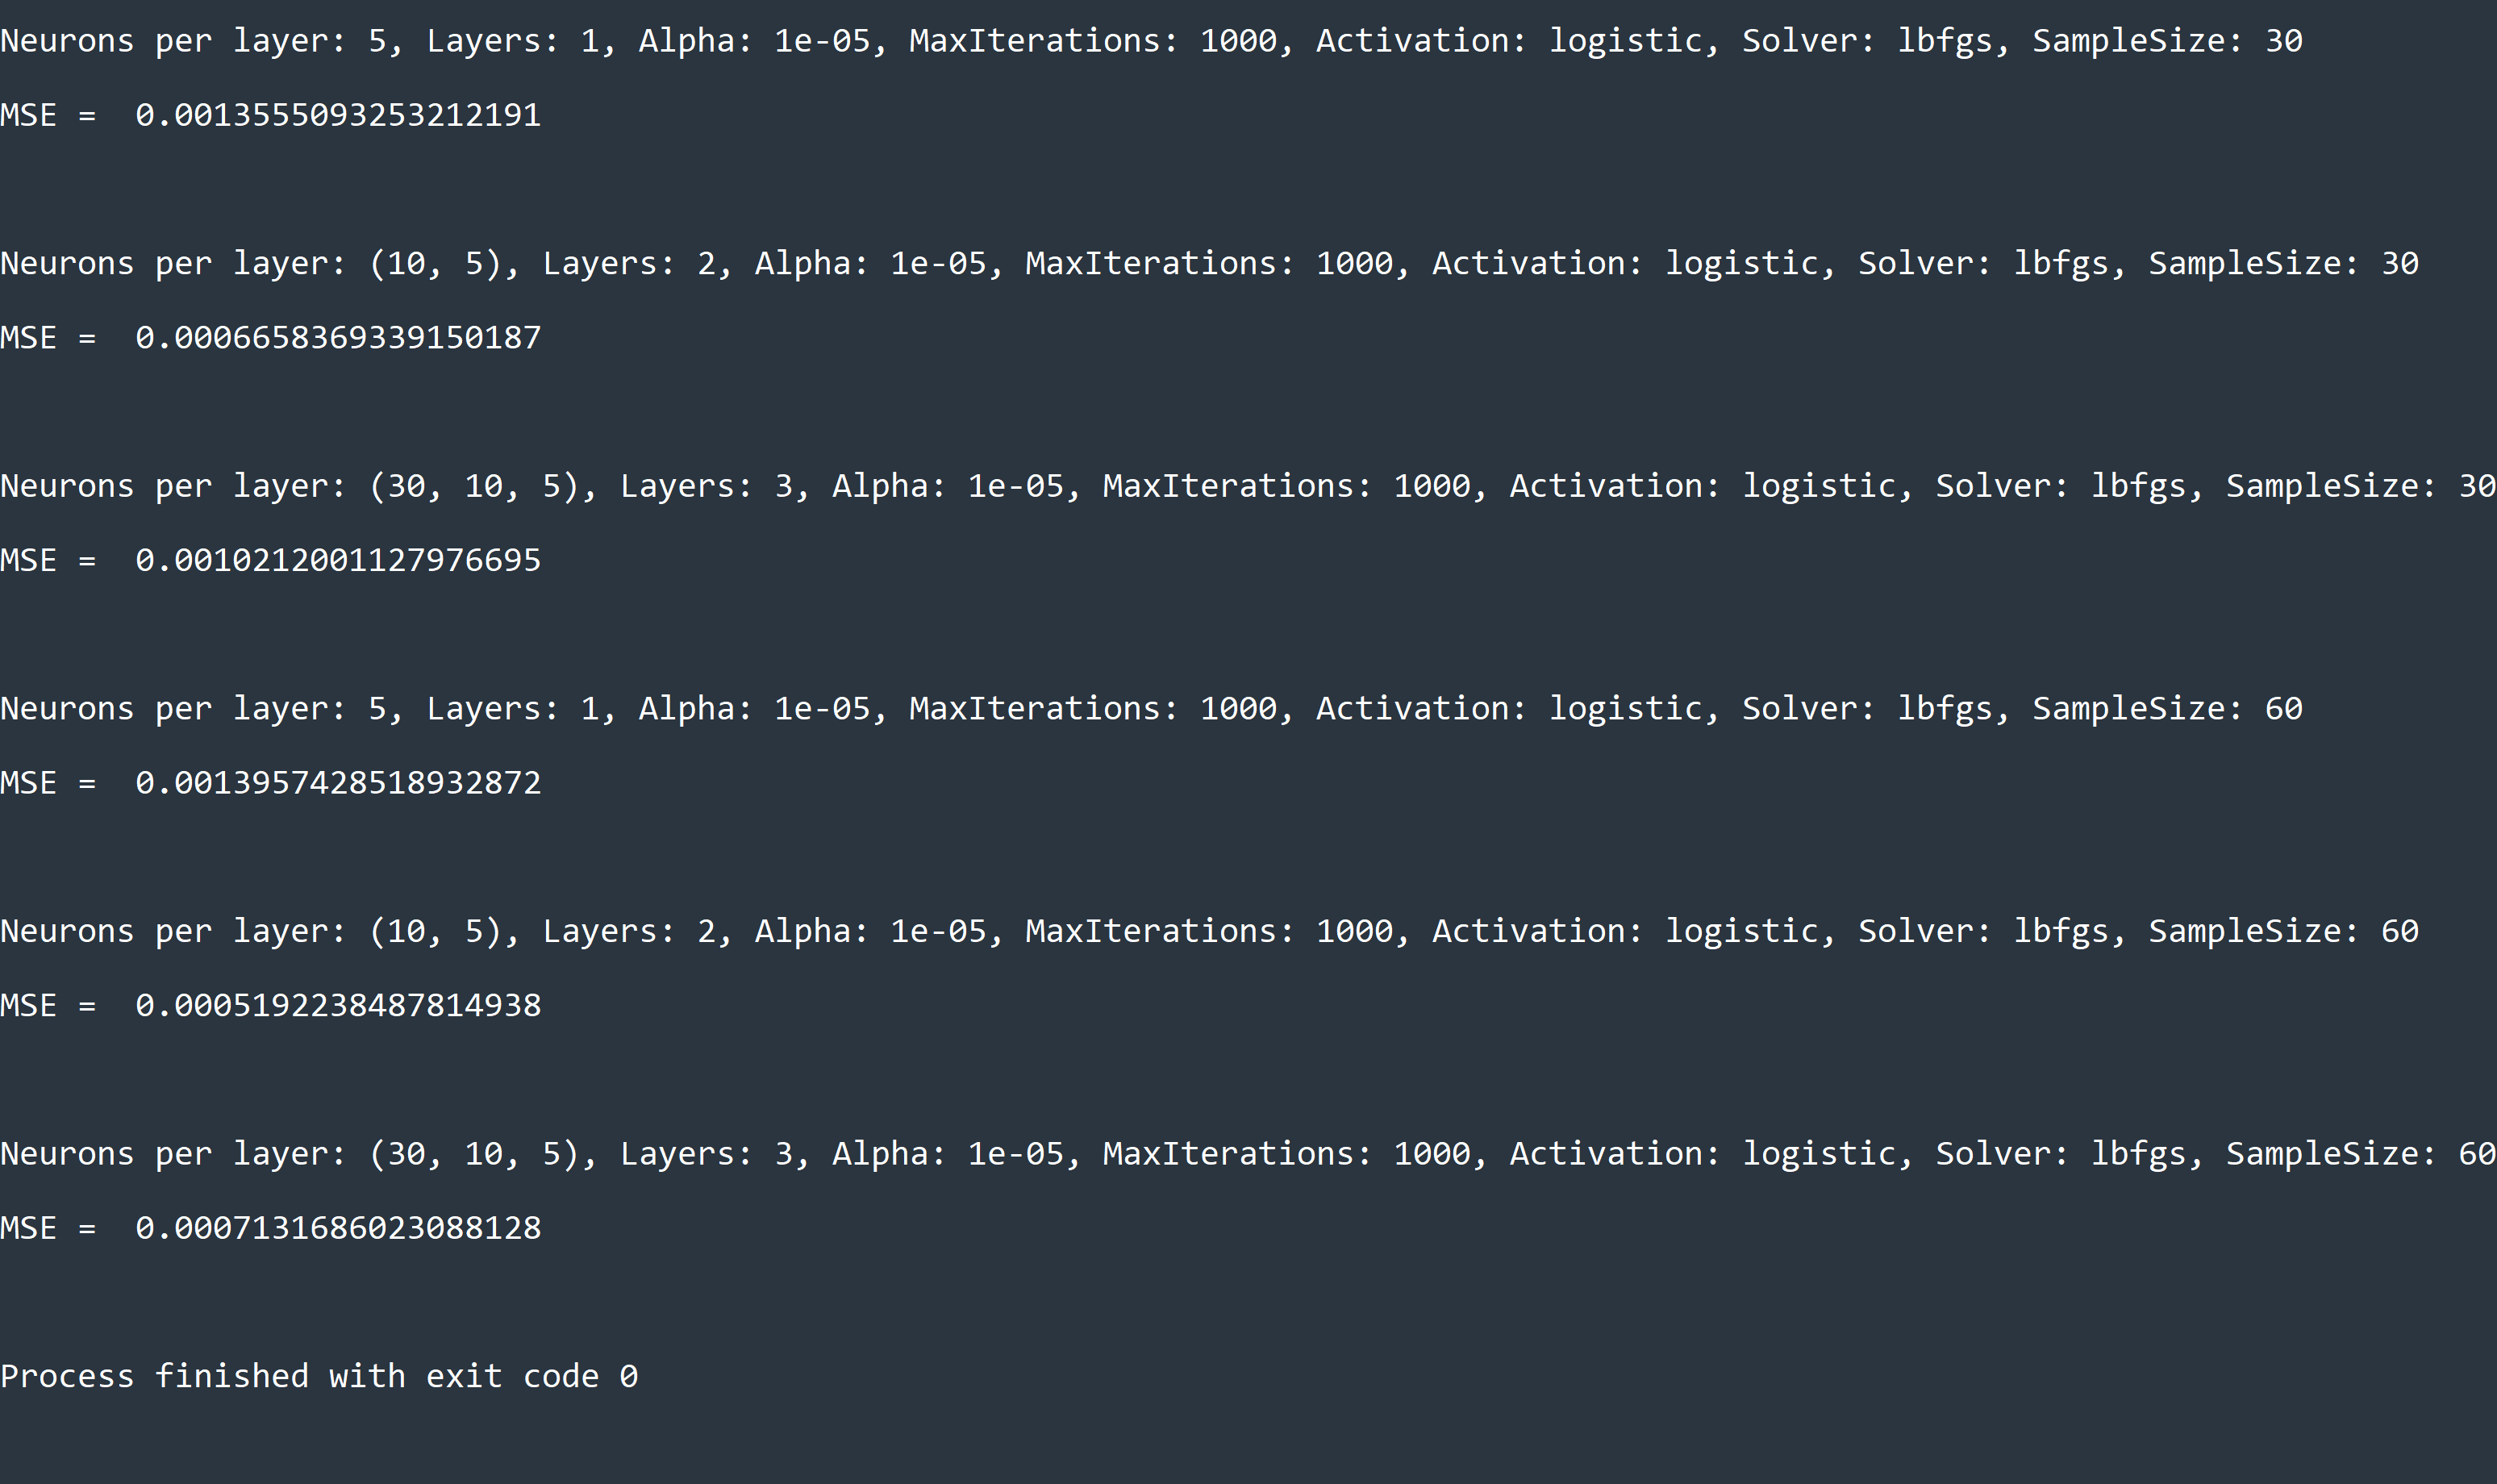 Neurons per layer: 5, Layers: 1, Alpha: 1e-05, MaxIterations: 1000, Activation: logistic, Solver: lbfgs, SampleSize: 30
MSE =  0.0013555093253212191
Neurons per layer: (10, 5), Layers: 2, Alpha: 1e-05, MaxIterations: 1000, Activation: logistic, Solver: lbfgs, SampleSize: 30
MSE =  0.0006658369339150187
Neurons per layer: (30, 10, 5), Layers: 3, Alpha: 1e-05, MaxIterations: 1000, Activation: logistic, Solver: lbfgs, SampleSize: 30
MSE =  0.0010212001127976695
Neurons per layer: 5, Layers: 1, Alpha: 1e-05, MaxIterations: 1000, Activation: logistic, Solver: lbfgs, SampleSize: 60
MSE =  0.0013957428518932872
Neurons per layer: (10, 5), Layers: 2, Alpha: 1e-05, MaxIterations: 1000, Activation: logistic, Solver: lbfgs, SampleSize: 60
MSE =  0.0005192238487814938
Neurons per layer: (30, 10, 5), Layers: 3, Alpha: 1e-05, MaxIterations: 1000, Activation: logistic, Solver: lbfgs, SampleSize: 60
MSE =  0.0007131686023088128
Process finished with exit code 0